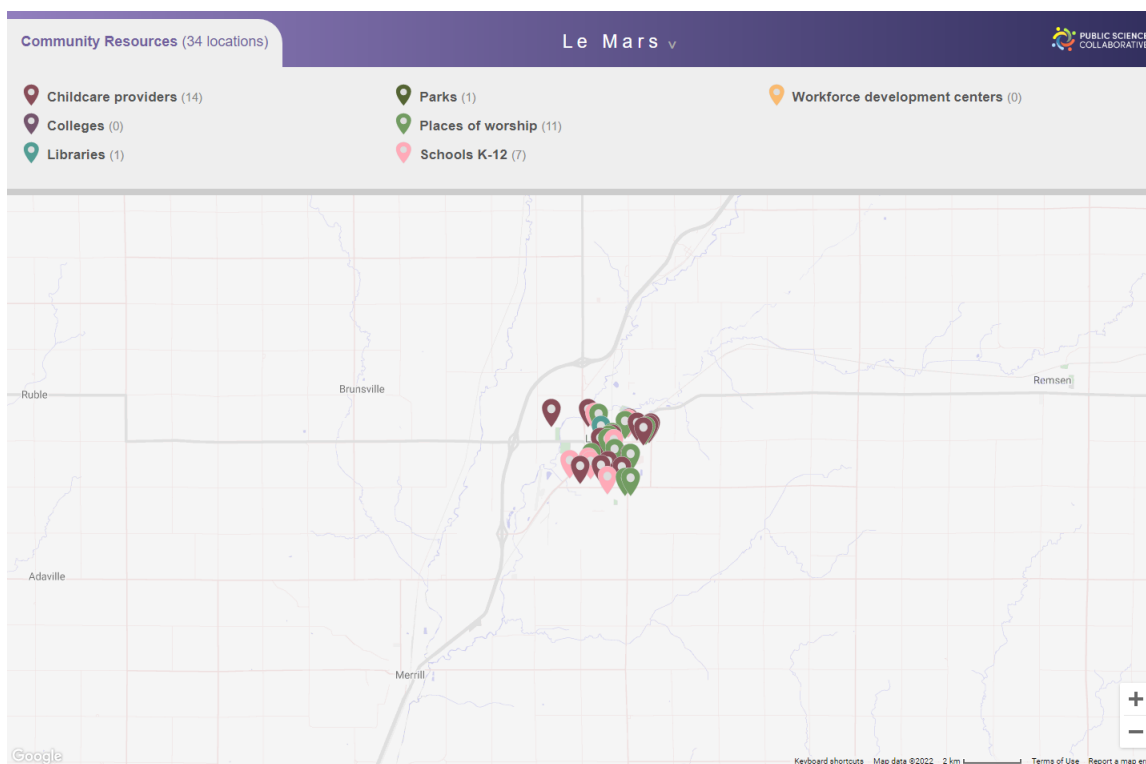 Community Resources (34 locations)
Le Mars v
PUBLIC SCIENCE
COLLABORATIVE
Childcare providers (14)
Parks (1)
Workforce development centers (0)
Colleges (0)
Places of worship (11)
Libraries (1)
Schools K-12 (7)
Remsen
Brunsville
Ruble
Adaville
Merrill
Google
Keyboard shortcuts Map data ©2022 2 km Terms of Use Report a map